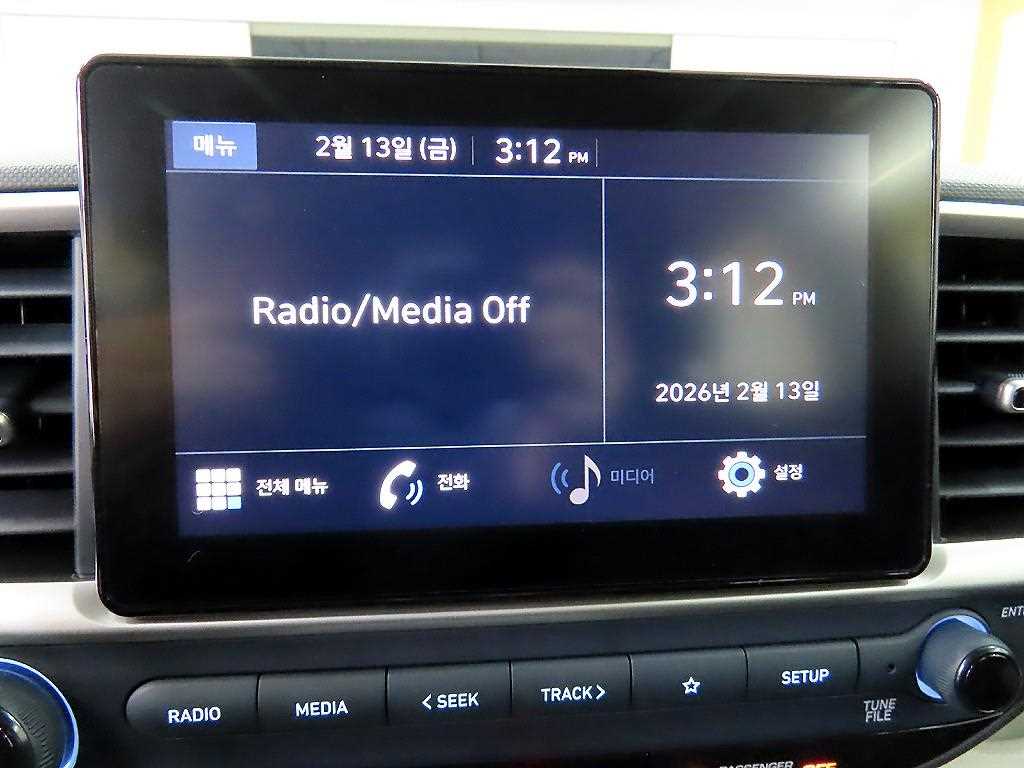 메뉴 2월 13일 (금) 3:12 PM
Radio/Media Off
3:12 PM
2026년 2월 13일
전체 메뉴 전화 미디어 설정
RADIO MEDIA < SEEK TRACK > ☆ SETUP
TUNE
FILE
PASSENGER OFF